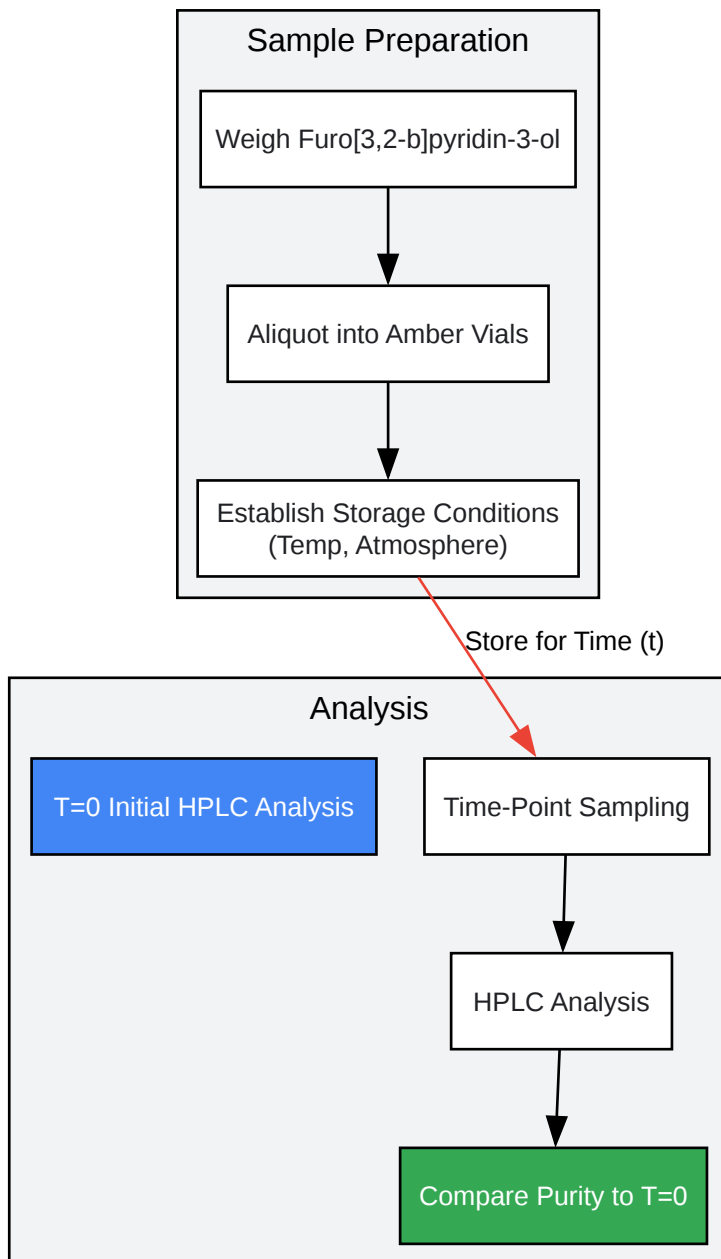 Sample Preparation
Weigh Furo[3,2-b]pyridin-3-ol
Aliquot into Amber Vials
Establish Storage Conditions
(Temp, Atmosphere)
Store for Time (t)
Analysis
T=0 Initial HPLC Analysis
Time-Point Sampling
HPLC Analysis
Compare Purity to T=0